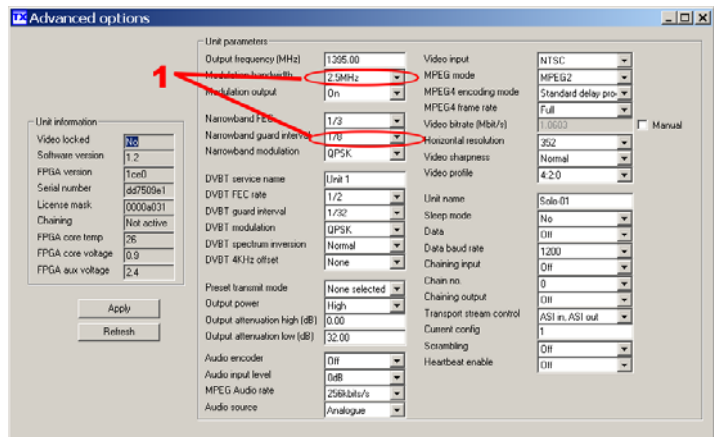 TX Advanced options
1
Unit information
Video locked No
Software version 1.2
FPGA version 1ce0
Serial number dd7509e1
License mask 0000a031
Chaining Not active
FPGA core temp 26
FPGA core voltage 0.9
FPGA aux voltage 2.4
Apply
Refresh
Unit parameters
Output frequency (MHz) 1395.00
Modulation bandwidth 2.5MHz
Modulation output On
Narrowband FEC 1/3
Narrowband guard interval 1/8
Narrowband modulation QPSK
DVBT service name Unit 1
DVBT FEC rate 1/2
DVBT guard interval 1/32
DVBT modulation QPSK
DVBT spectrum inversion Normal
DVBT 4KHz offset None
Preset transmit mode None selected
Output power High
Output attenuation high (dB) 0.00
Output attenuation low (dB) 32.00
Audio encoder Off
Audio input level 0dB
MPEG Audio rate 256kbits/s
Audio source Analogue
Video input NTSC
MPEG mode MPEG2
MPEG4 encoding mode Standard delay pro
MPEG4 frame rate Full
Video bitrate (Mbit/s) 1.0603 Manual
Horizontal resolution 352
Video sharpness Normal
Video profile 4:2:0
Unit name Solo-01
Sleep mode No
Data Off
Data baud rate 1200
Chaining input Off
Chain no. 0
Chaining output Off
Transport stream control ASI in, ASI out
Current config 1
Scrambling Off
Heartbeat enable Off